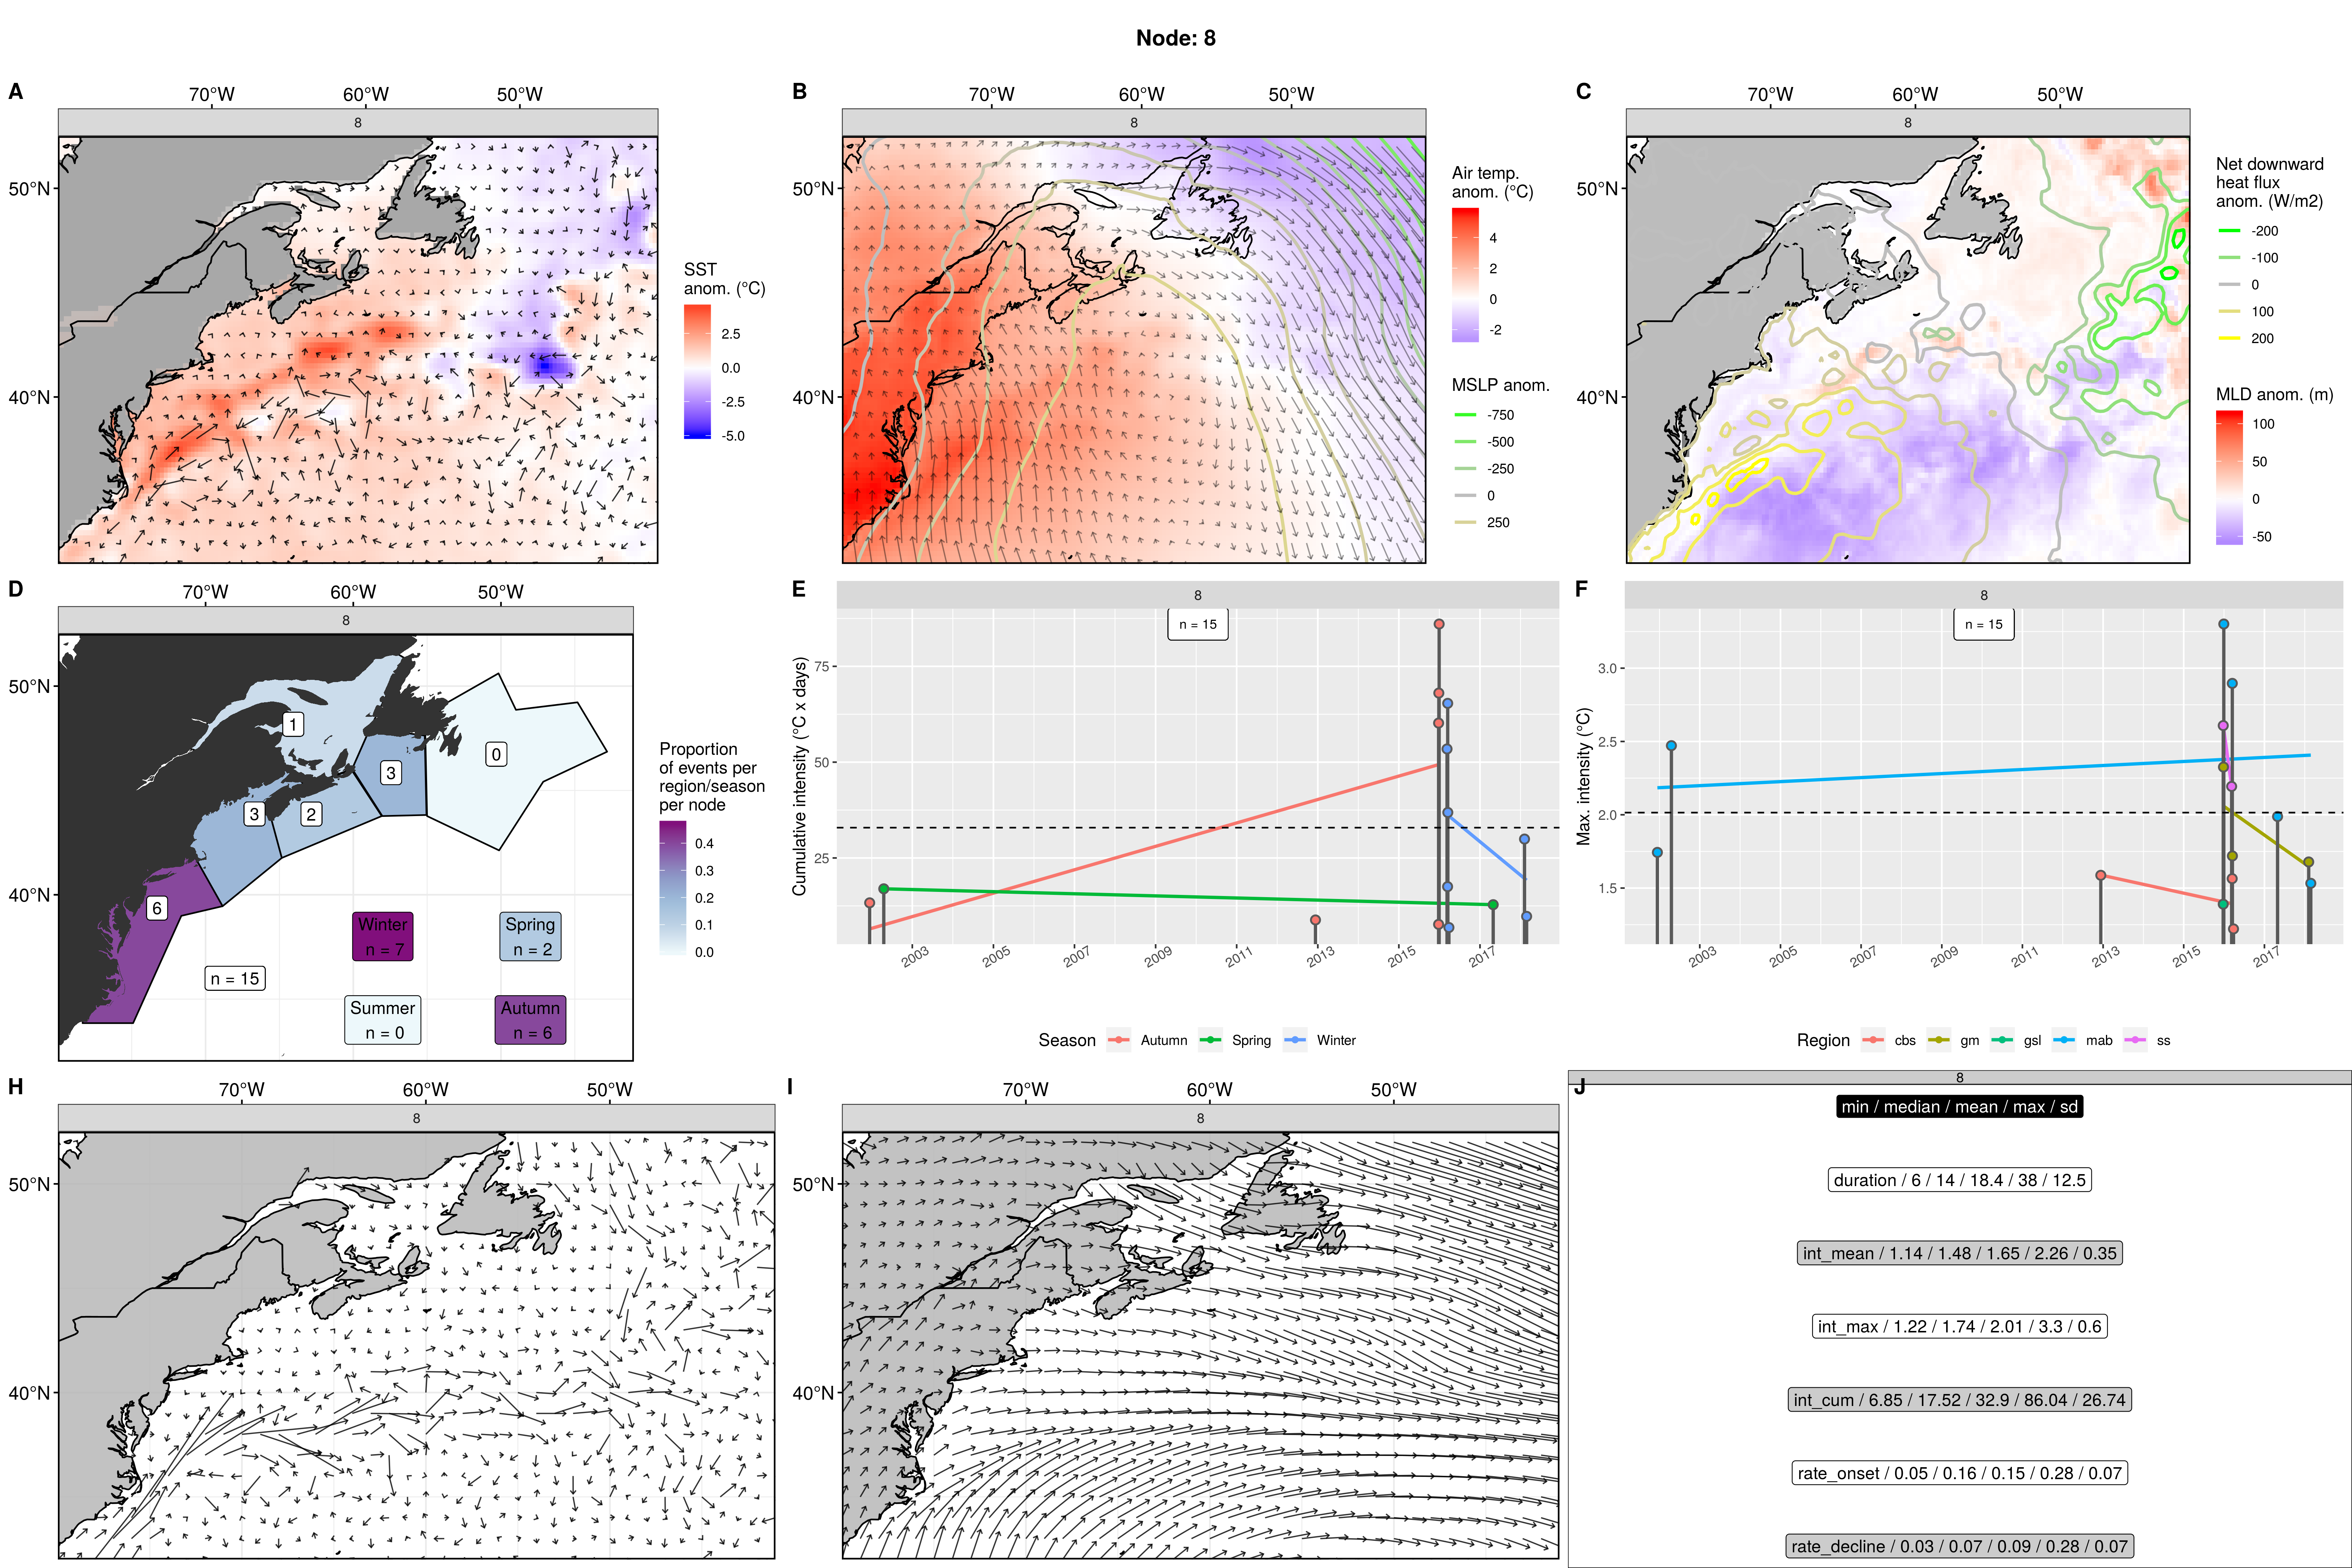 Node: 8
A
70°W 60°W 50°W
8
50°N
40°N
SST
anom. (°C)
2.5
0.0
-2.5
-5.0
B
70°W 60°W 50°W
8
50°N
40°N
Air temp.
anom. (°C)
4
2
0
-2
MSLP anom.
-750
-500
-250
0
250
C
70°W 60°W 50°W
8
50°N
40°N
Net downward
heat flux
anom. (W/m2)
-200
-100
0
100
200
MLD anom. (m)
100
50
0
-50
D
70°W 60°W 50°W
8
50°N
40°N
1
0
3
3
2
6
n = 15
Winter
n = 7
Spring
n = 2
Summer
n = 0
Autumn
n = 6
Proportion
of events per
region/season
per node
0.4
0.3
0.2
0.1
0.0
E
8
n = 15
Cumulative intensity (°C x days)
75
50
25
2003 2005 2007 2009 2011 2013 2015 2017
Season Autumn Spring Winter
F
8
n = 15
Max. intensity (°C)
3.0
2.5
2.0
1.5
2003 2005 2007 2009 2011 2013 2015 2017
Region cbs gm gsl mab ss
H
70°W 60°W 50°W
8
50°N
40°N
I
70°W 60°W 50°W
8
50°N
40°N
J
8
min / median / mean / max / sd
duration / 6 / 14 / 18.4 / 38 / 12.5
int_mean / 1.14 / 1.48 / 1.65 / 2.26 / 0.35
int_max / 1.22 / 1.74 / 2.01 / 3.3 / 0.6
int_cum / 6.85 / 17.52 / 32.9 / 86.04 / 26.74
rate_onset / 0.05 / 0.16 / 0.15 / 0.28 / 0.07
rate_decline / 0.03 / 0.07 / 0.09 / 0.28 / 0.07